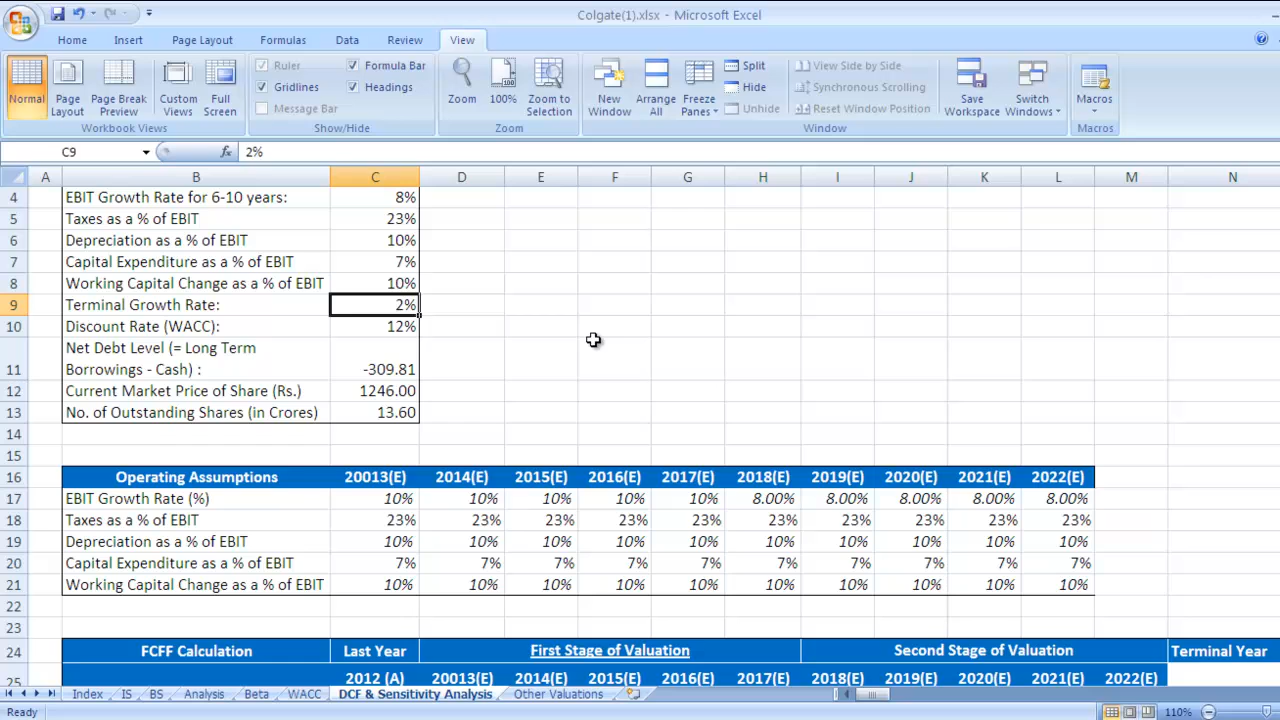 Colgate(1).xlsx - Microsoft Excel
Home Insert Page Layout Formulas Data Review View
Ruler Formula Bar Split View Side by Side
Gridlines Headings Hide Synchronous Scrolling
Message Bar Unhide Reset Window Position
Normal Page Layout Page Break Preview Custom Views Full Screen Zoom 100% Zoom to Selection New Window Arrange All Freeze Panes Save Workspace Switch Windows Macros
Workbook Views Show/Hide Zoom Window Macros
C9 fx 2%
A B C D E F G H I J K L M N
4 EBIT Growth Rate for 6-10 years: 8%
5 Taxes as a % of EBIT 23%
6 Depreciation as a % of EBIT 10%
7 Capital Expenditure as a % of EBIT 7%
8 Working Capital Change as a % of EBIT 10%
9 Terminal Growth Rate: 2%
10 Discount Rate (WACC): 12%
Net Debt Level (= Long Term
11 Borrowings - Cash) : -309.81
12 Current Market Price of Share (Rs.) 1246.00
13 No. of Outstanding Shares (in Crores) 13.60
14
15
16 Operating Assumptions 20013(E) 2014(E) 2015(E) 2016(E) 2017(E) 2018(E) 2019(E) 2020(E) 2021(E) 2022(E)
17 EBIT Growth Rate (%) 10% 10% 10% 10% 10% 8.00% 8.00% 8.00% 8.00% 8.00%
18 Taxes as a % of EBIT 23% 23% 23% 23% 23% 23% 23% 23% 23% 23%
19 Depreciation as a % of EBIT 10% 10% 10% 10% 10% 10% 10% 10% 10% 10%
20 Capital Expenditure as a % of EBIT 7% 7% 7% 7% 7% 7% 7% 7% 7% 7%
21 Working Capital Change as a % of EBIT 10% 10% 10% 10% 10% 10% 10% 10% 10% 10%
22
23
24 FCFF Calculation Last Year First Stage of Valuation Second Stage of Valuation Terminal Year
25 2012 (A) 20013(E) 2014(E) 2015(E) 2016(E) 2017(E) 2018(E) 2019(E) 2020(E) 2021(E) 2022(E)
Index IS BS Analysis Beta WACC DCF & Sensitivity Analysis Other Valuations
Ready 110%